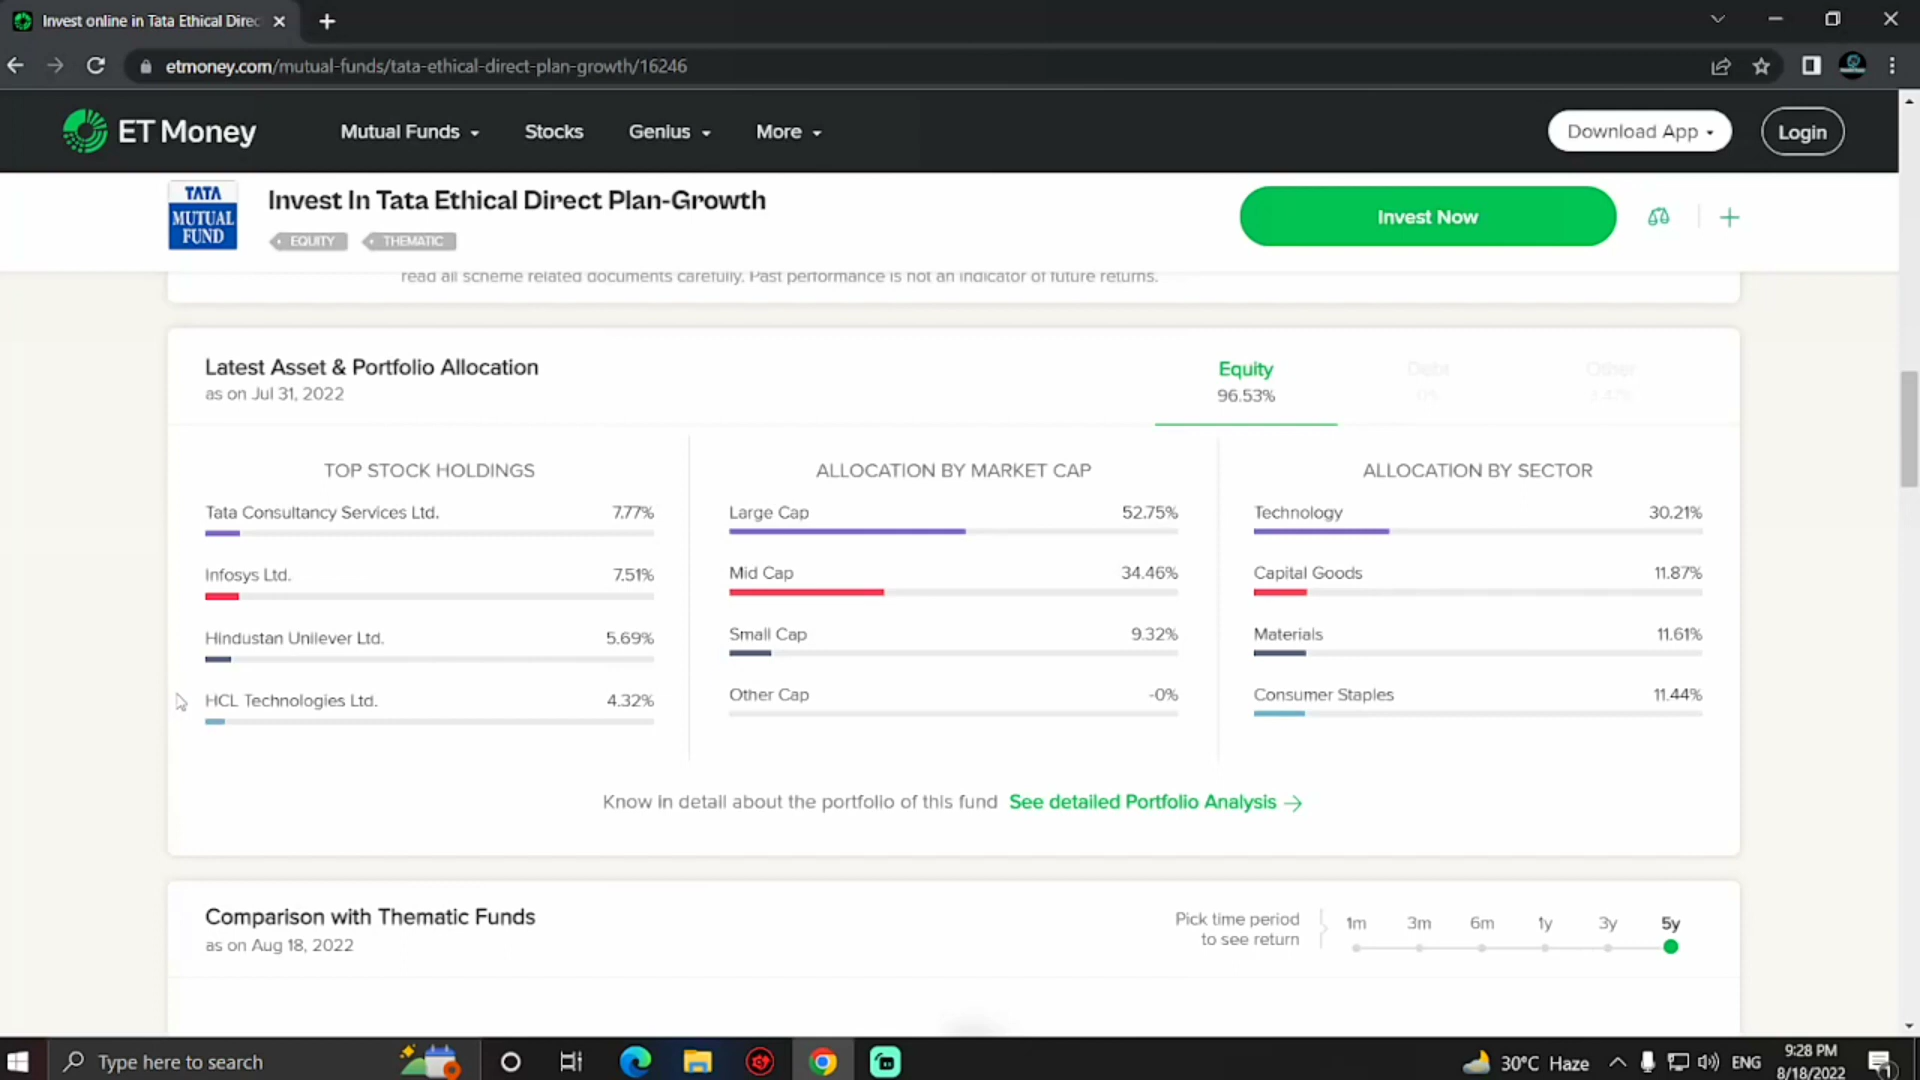 Invest online in Tata Ethical Direc
etmoney.com/mutual-funds/tata-ethical-direct-plan-growth/16246
ET Money
Mutual Funds
Stocks
Genius
More
Download App
Login
TATA
MUTUAL
FUND
Invest In Tata Ethical Direct Plan-Growth
EQUITY
THEMATIC
Invest Now
read all scheme related documents carefully. Past performance is not an indicator of future returns.
Latest Asset & Portfolio Allocation
as on Jul 31, 2022
Equity
96.53%
Debt
0%
Other
3.47%
TOP STOCK HOLDINGS
Tata Consultancy Services Ltd. 7.77%
Infosys Ltd. 7.51%
Hindustan Unilever Ltd. 5.69%
HCL Technologies Ltd. 4.32%
ALLOCATION BY MARKET CAP
Large Cap 52.75%
Mid Cap 34.46%
Small Cap 9.32%
Other Cap -0%
ALLOCATION BY SECTOR
Technology 30.21%
Capital Goods 11.87%
Materials 11.61%
Consumer Staples 11.44%
Know in detail about the portfolio of this fund See detailed Portfolio Analysis →
Comparison with Thematic Funds
as on Aug 18, 2022
Pick time period
to see return
1m 3m 6m 1y 3y 5y
Type here to search
30°C Haze
ENG
9:28 PM
8/18/2022
1